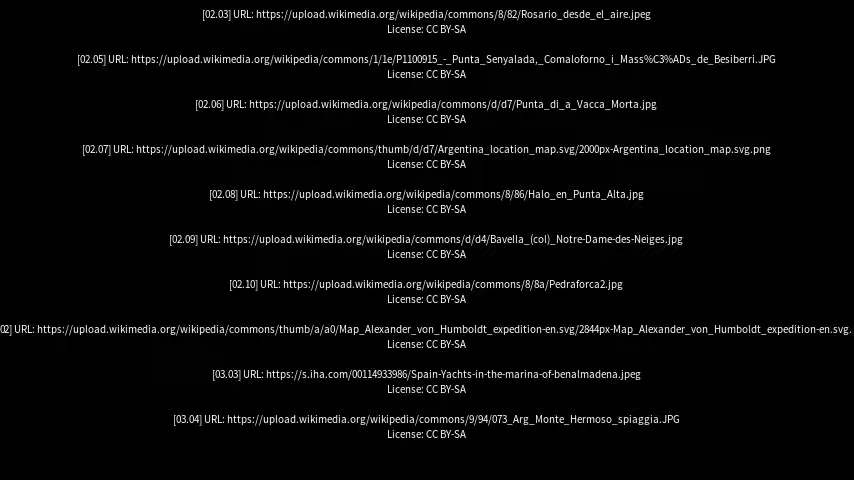 [02.03] URL: https://upload.wikimedia.org/wikipedia/commons/8/82/Rosario_desde_el_aire.jpeg
License: CC BY-SA
[02.05] URL: https://upload.wikimedia.org/wikipedia/commons/1/1e/P1100915_-_Punta_Senyalada,_Comaloforno_i_Mass%C3%ADs_de_Besiberri.JPG
License: CC BY-SA
[02.06] URL: https://upload.wikimedia.org/wikipedia/commons/d/d7/Punta_di_a_Vacca_Morta.jpg
License: CC BY-SA
[02.07] URL: https://upload.wikimedia.org/wikipedia/commons/thumb/d/d7/Argentina_location_map.svg/2000px-Argentina_location_map.svg.png
License: CC BY-SA
[02.08] URL: https://upload.wikimedia.org/wikipedia/commons/8/86/Halo_en_Punta_Alta.jpg
License: CC BY-SA
[02.09] URL: https://upload.wikimedia.org/wikipedia/commons/d/d4/Bavella_(col)_Notre-Dame-des-Neiges.jpg
License: CC BY-SA
[02.10] URL: https://upload.wikimedia.org/wikipedia/commons/8/8a/Pedraforca2.jpg
License: CC BY-SA
02] URL: https://upload.wikimedia.org/wikipedia/commons/thumb/a/a0/Map_Alexander_von_Humboldt_expedition-en.svg/2844px-Map_Alexander_von_Humboldt_expedition-en.svg.
License: CC BY-SA
[03.03] URL: https://s.iha.com/00114933986/Spain-Yachts-in-the-marina-of-benalmadena.jpeg
License: CC BY-SA
[03.04] URL: https://upload.wikimedia.org/wikipedia/commons/9/94/073_Arg_Monte_Hermoso_spiaggia.JPG
License: CC BY-SA